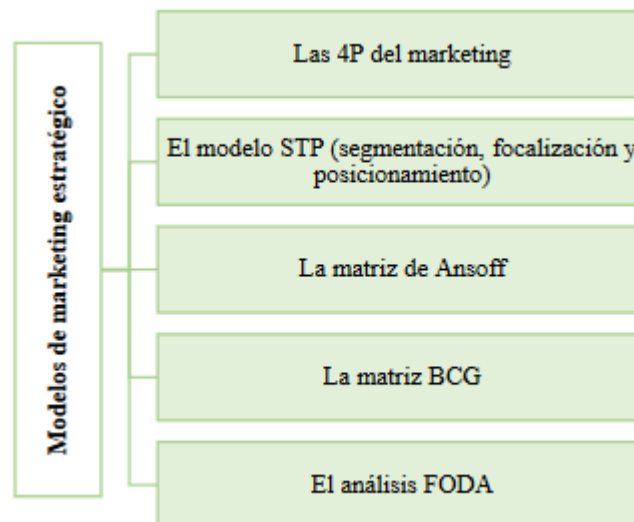 Modelos de marketing estratégico
Las 4P del marketing
El modelo STP (segmentación, focalización y
posicionamiento)
La matriz de Ansoff
La matriz BCG
El análisis FODA